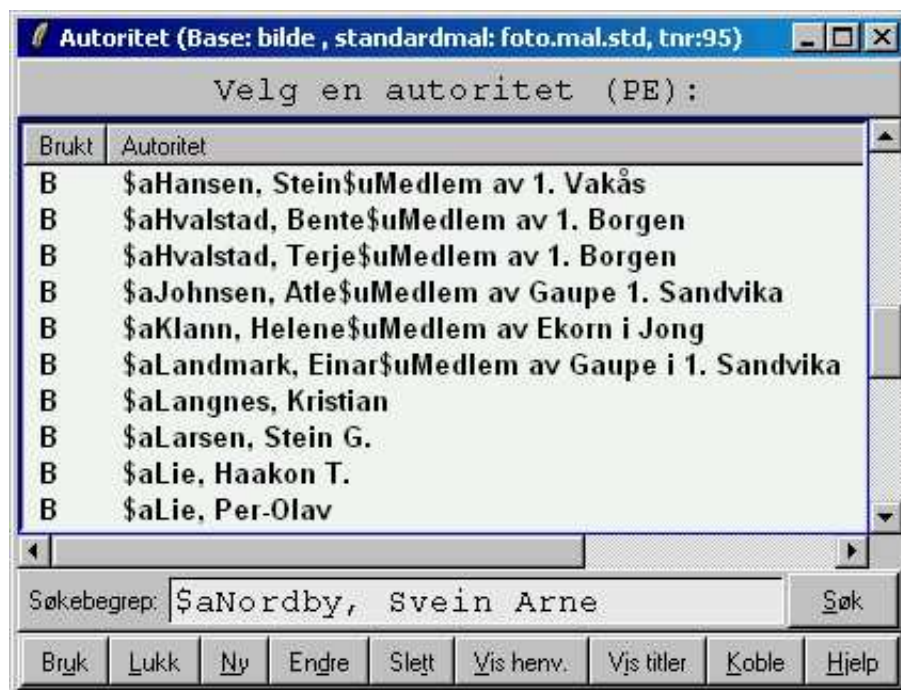 Autoritet (Base: bilde , standardmal: foto.mal.std, tnr:95)
Velg en autoritet (PE):
Brukt Autoritet
B $aHansen, Stein$uMedlem av 1. Vakås
B $aHvalstad, Bente$uMedlem av 1. Borgen
B $aHvalstad, Terje$uMedlem av 1. Borgen
B $aJohnsen, Atle$uMedlem av Gaupe 1. Sandvika
B $aKlann, Helene$uMedlem av Ekorn i Jong
B $aLandmark, Einar$uMedlem av Gaupe i 1. Sandvika
B $aLangnes, Kristian
B $aLarsen, Stein G.
B $aLie, Haakon T.
B $aLie, Per-Olav
Søkebegrep: $aNordby, Svein Arne Søk
Bruk Lukk Ny Endre Slett Vis henv. Vis titler Koble Hjelp